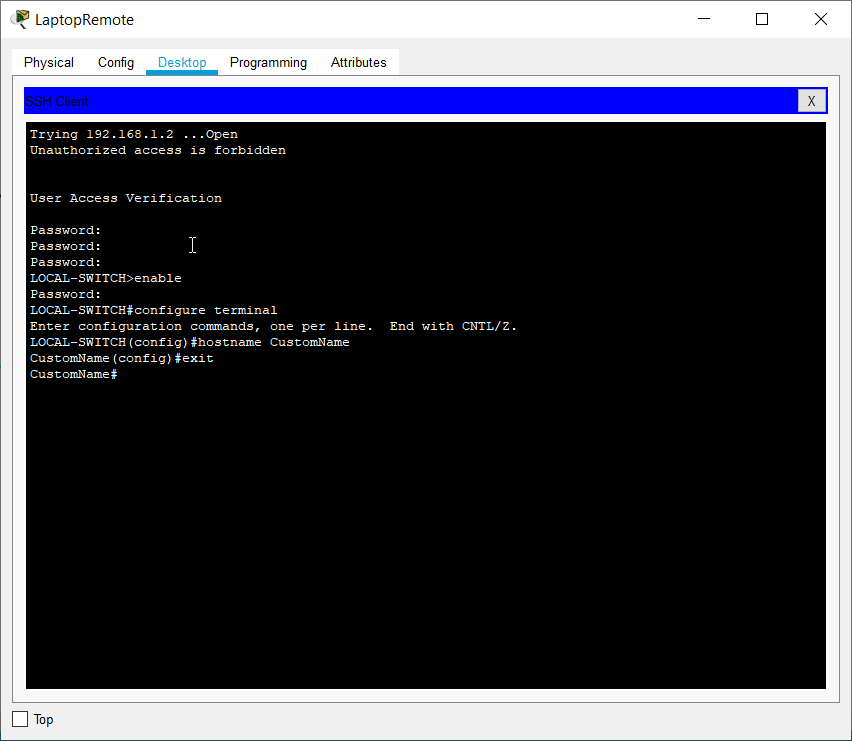 LaptopRemote
Physical Config Desktop Programming Attributes
SSH Client
X
Trying 192.168.1.2 ...Open
Unauthorized access is forbidden
User Access Verification
Password:
Password:
Password:
LOCAL-SWITCH>enable
Password:
LOCAL-SWITCH#configure terminal
Enter configuration commands, one per line.  End with CNTL/Z.
LOCAL-SWITCH(config)#hostname CustomName
CustomName(config)#exit
CustomName#
Top